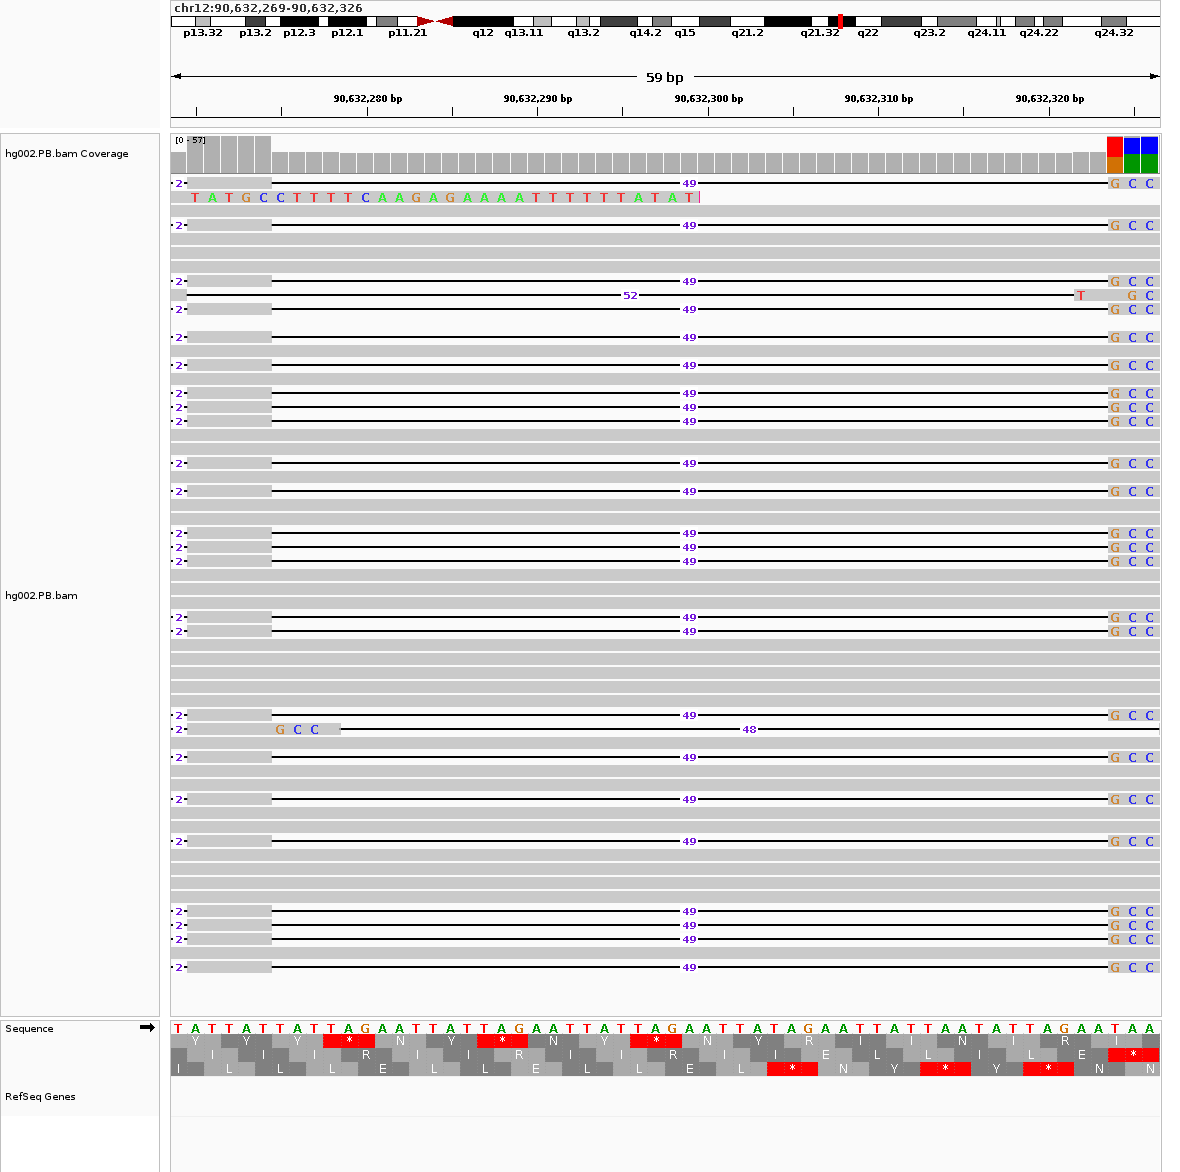 chr12:90,632,269-90,632,326
p13.32 p13.2 p12.3 p12.1 p11.21 q12 q13.11 q13.2 q14.2 q15 q21.2 q21.32 q22 q23.2 q24.11 q24.22 q24.32
59 bp
90,632,280 bp 90,632,290 bp 90,632,300 bp 90,632,310 bp 90,632,320 bp
[0 - 57]
hg002.PB.bam Coverage
2 49 G C C
T A T G C C T T T T C A A G A G A A A A T T T T T T A T A T
2 49 G C C
2 49 G C C
52 T G C
2 49 G C C
2 49 G C C
2 49 G C C
2 49 G C C
2 49 G C C
2 49 G C C
2 49 G C C
2 49 G C C
2 49 G C C
2 49 G C C
2 49 G C C
hg002.PB.bam
2 49 G C C
2 49 G C C
2 49 G C C
2 G C C 48
2 49 G C C
2 49 G C C
2 49 G C C
2 49 G C C
2 49 G C C
2 49 G C C
2 49 G C C
Sequence T A T T A T T A T T A G A A T T A T T A G A A T T A T T A G A A T T A T A G A A T T A T T A A T A T T A G A A T A A
Y Y Y * N Y * N Y * N Y R I I N I R I
I I I R I I R I I R I I E L L I L E *
I L L L E L L E L L E L * N Y * Y * N N
RefSeq Genes